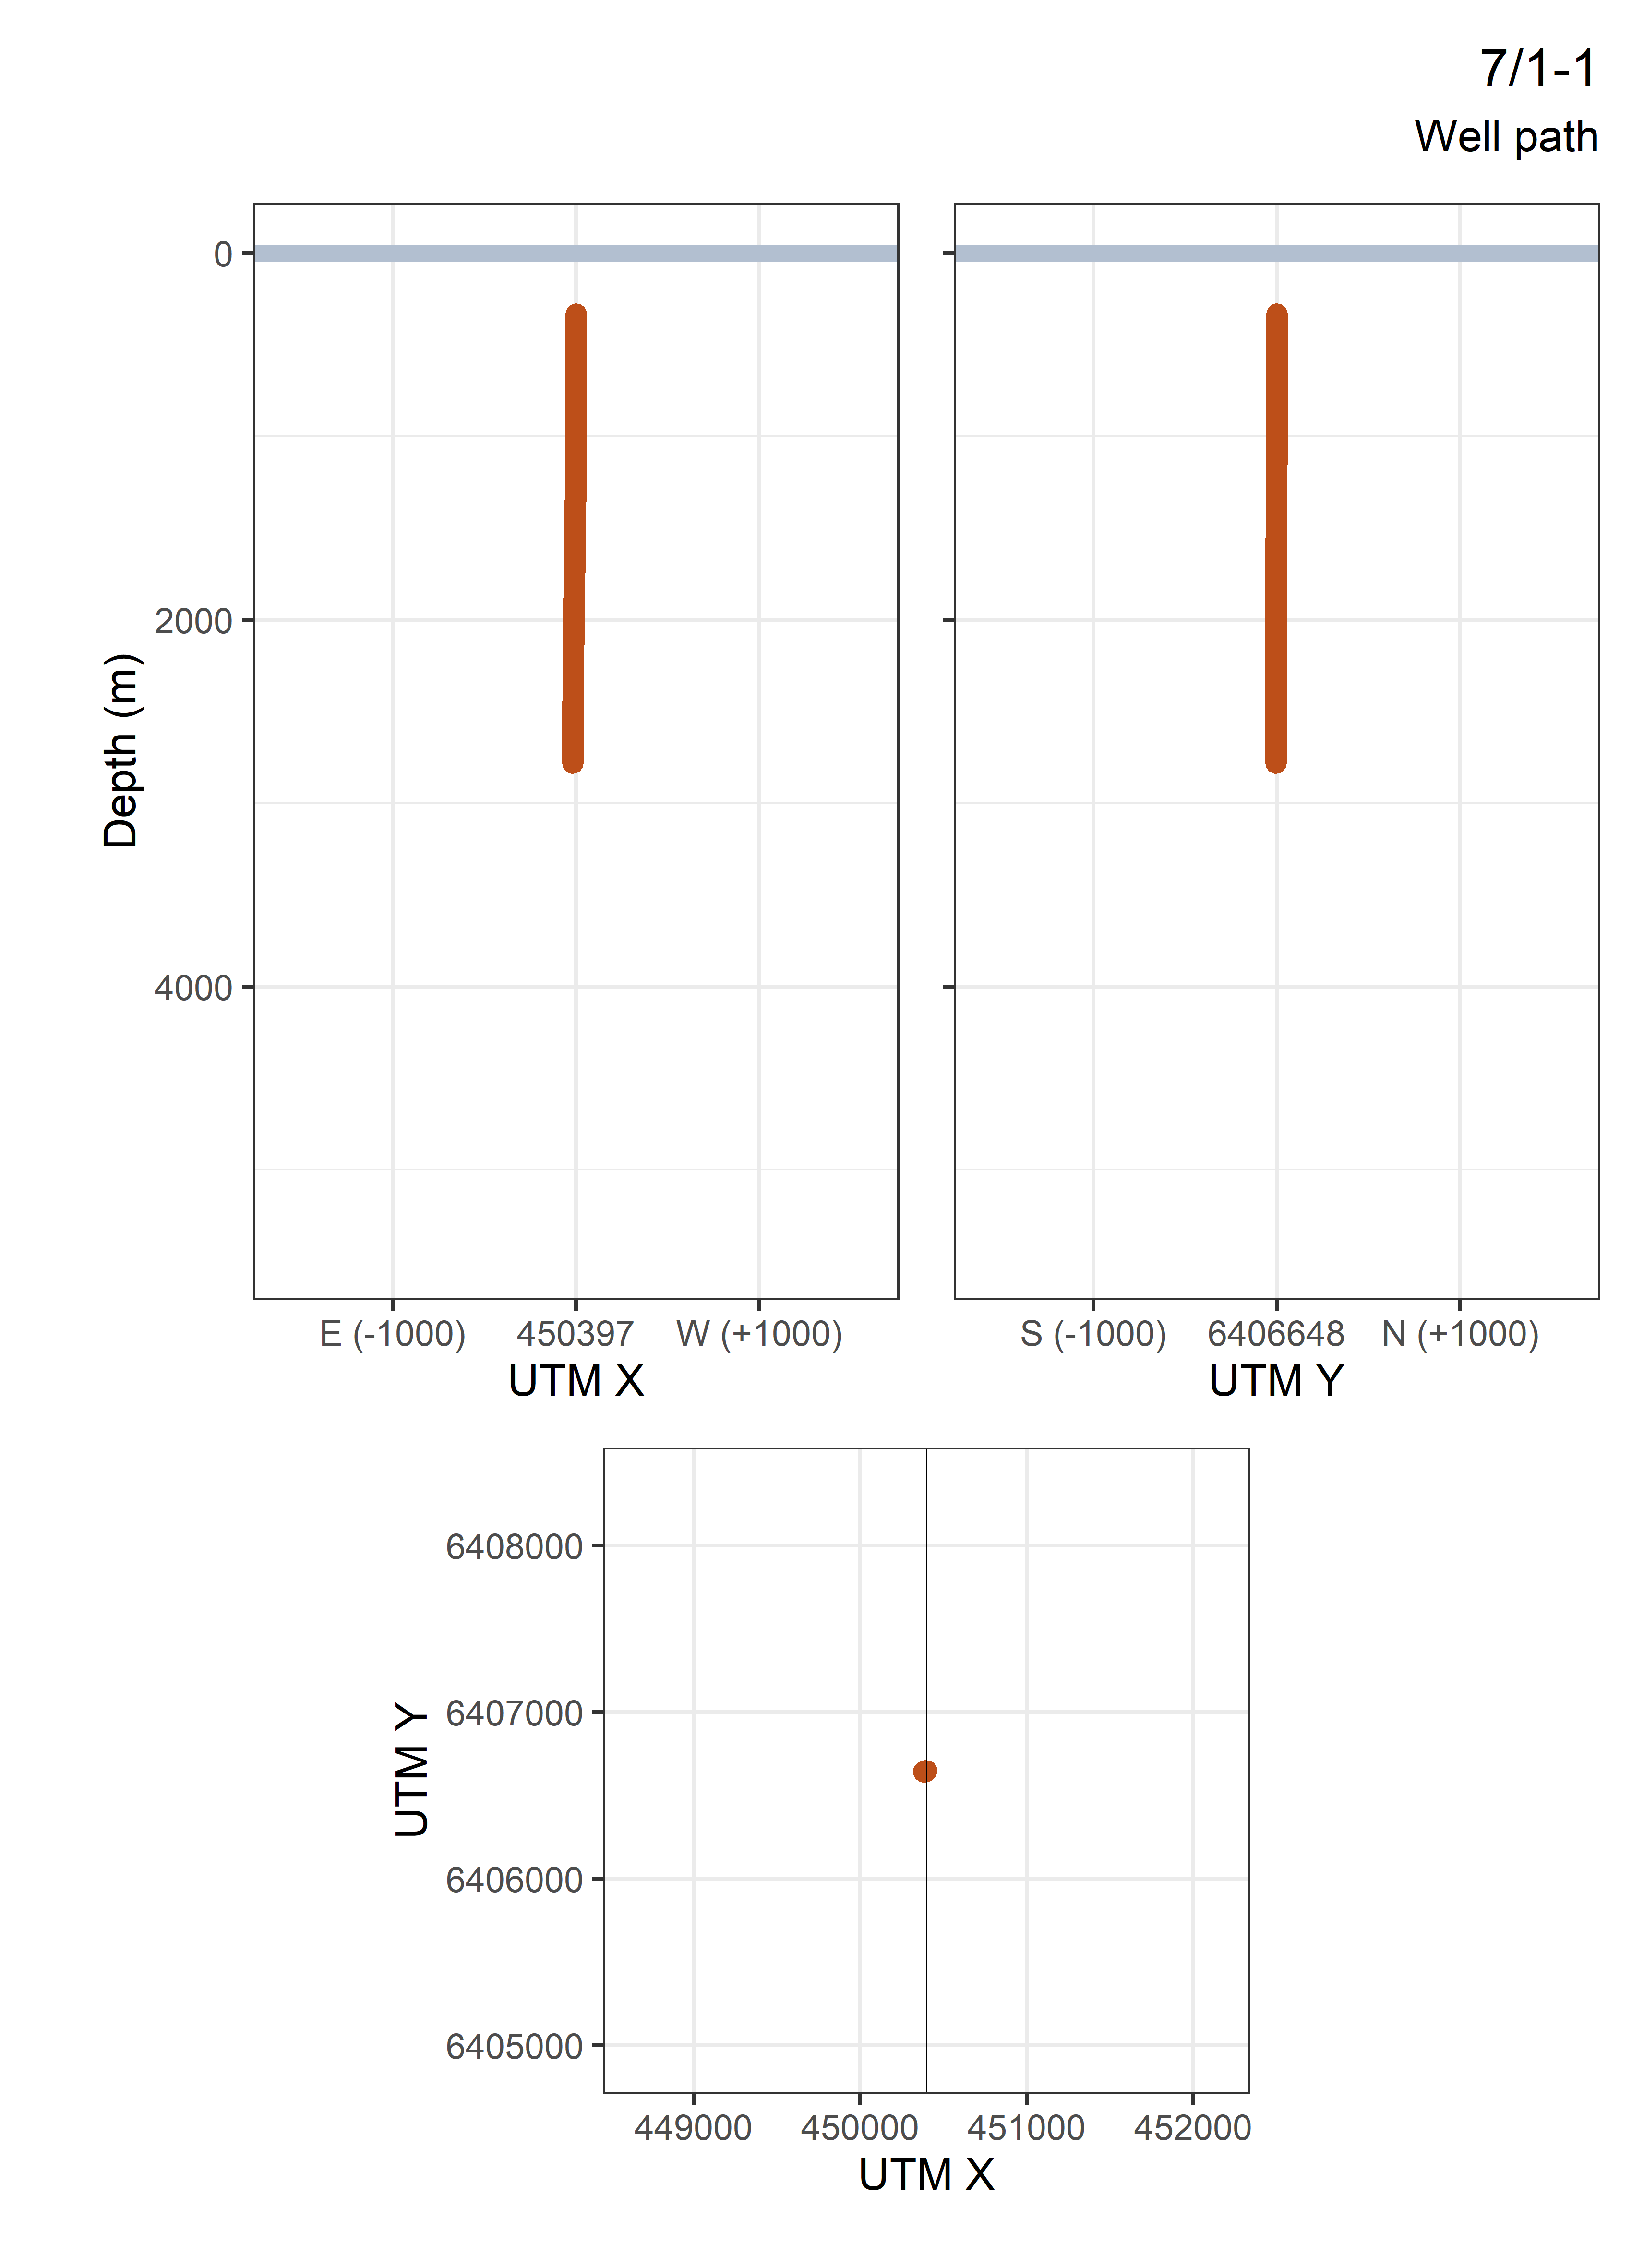 7/1-1
Well path
Depth (m)
0
2000
4000
E (-1000) 450397 W (+1000)
UTM X
S (-1000) 6406648 N (+1000)
UTM Y
UTM Y
6408000
6407000
6406000
6405000
449000 450000 451000 452000
UTM X